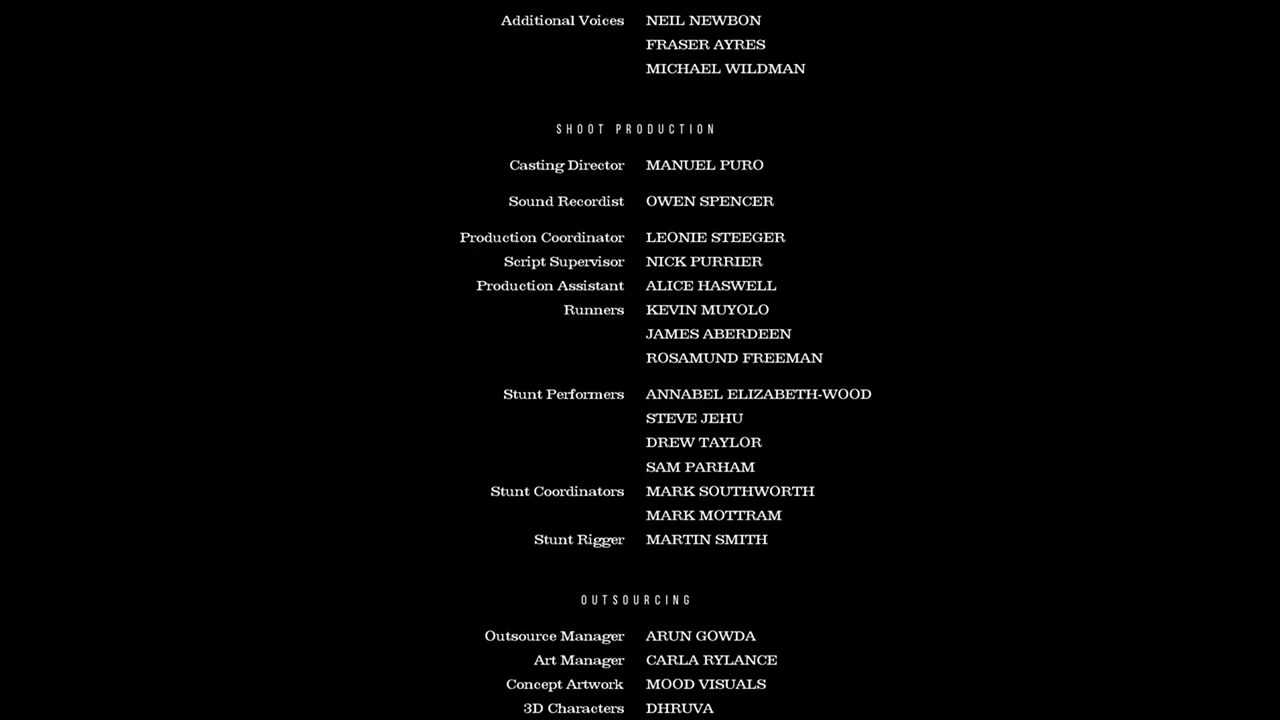 Additional Voices NEIL NEWBON
FRASER AYRES
MICHAEL WILDMAN
SHOOT PRODUCTION
Casting Director MANUEL PURO
Sound Recordist OWEN SPENCER
Production Coordinator LEONIE STEEGER
Script Supervisor NICK PURRIER
Production Assistant ALICE HASWELL
Runners KEVIN MUYOLO
JAMES ABERDEEN
ROSAMUND FREEMAN
Stunt Performers ANNABEL ELIZABETH-WOOD
STEVE JEHU
DREW TAYLOR
SAM PARHAM
Stunt Coordinators MARK SOUTHWORTH
MARK MOTTRAM
Stunt Rigger MARTIN SMITH
OUTSOURCING
Outsource Manager ARUN GOWDA
Art Manager CARLA RYLANCE
Concept Artwork MOOD VISUALS
3D Characters DHRUVA